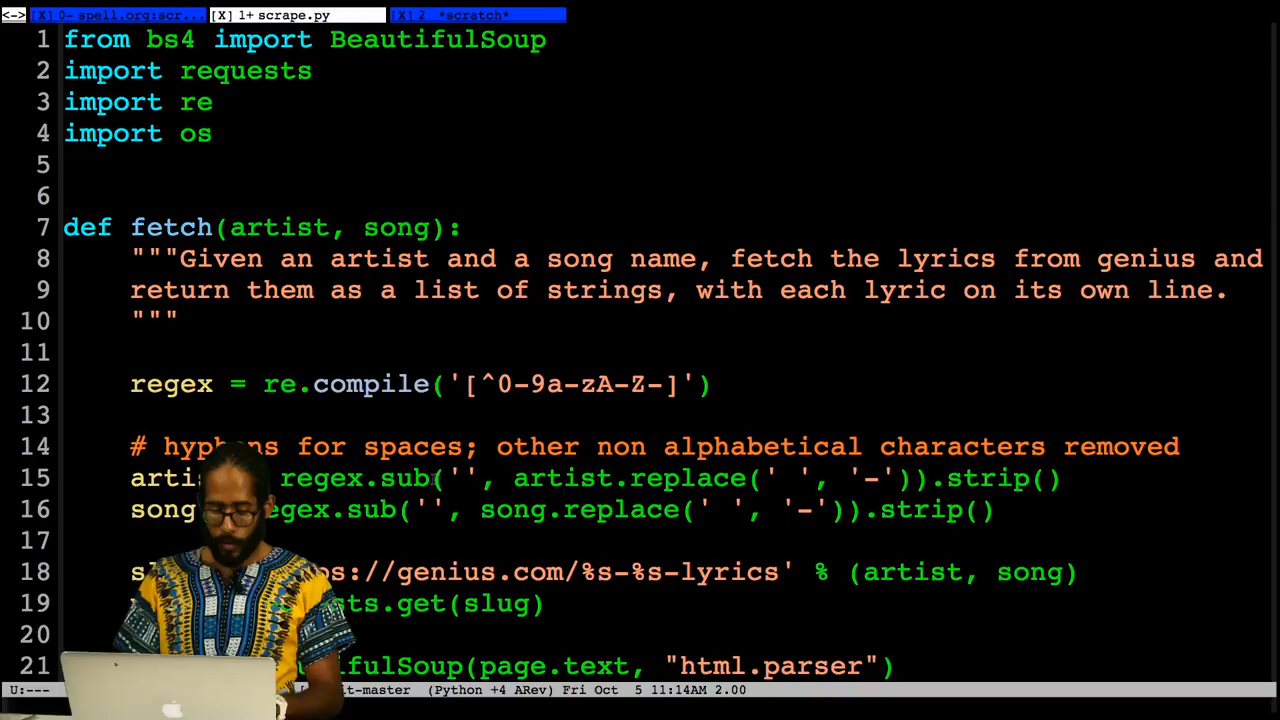 <-> [X] 0- spell.org:scr... [X] 1+ scrape.py [X] 2 *scratch*
1 from bs4 import BeautifulSoup
2 import requests
3 import re
4 import os
5
6
7 def fetch(artist, song):
8 """Given an artist and a song name, fetch the lyrics from genius and
9 return them as a list of strings, with each lyric on its own line.
10 """
11
12 regex = re.compile('[^0-9a-zA-Z-]')
13
14 # hyphens for spaces; other non alphabetical characters removed
15 regex.sub('', artist.replace(' ', '-')).strip()
16 song egex.sub('', song.replace(' ', '-')).strip()
17
18 ps://genius.com/%s-%s-lyrics' % (artist, song)
19 sts.get(slug)
20
21 ifulSoup(page.text, "html.parser")
U:--- it-master (Python +4 ARev) Fri Oct 5 11:14AM 2.00